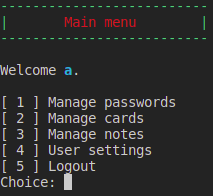 -----------------------
|       Main menu       |
-----------------------
Welcome a.
[ 1 ] Manage passwords
[ 2 ] Manage cards
[ 3 ] Manage notes
[ 4 ] User settings
[ 5 ] Logout
Choice: